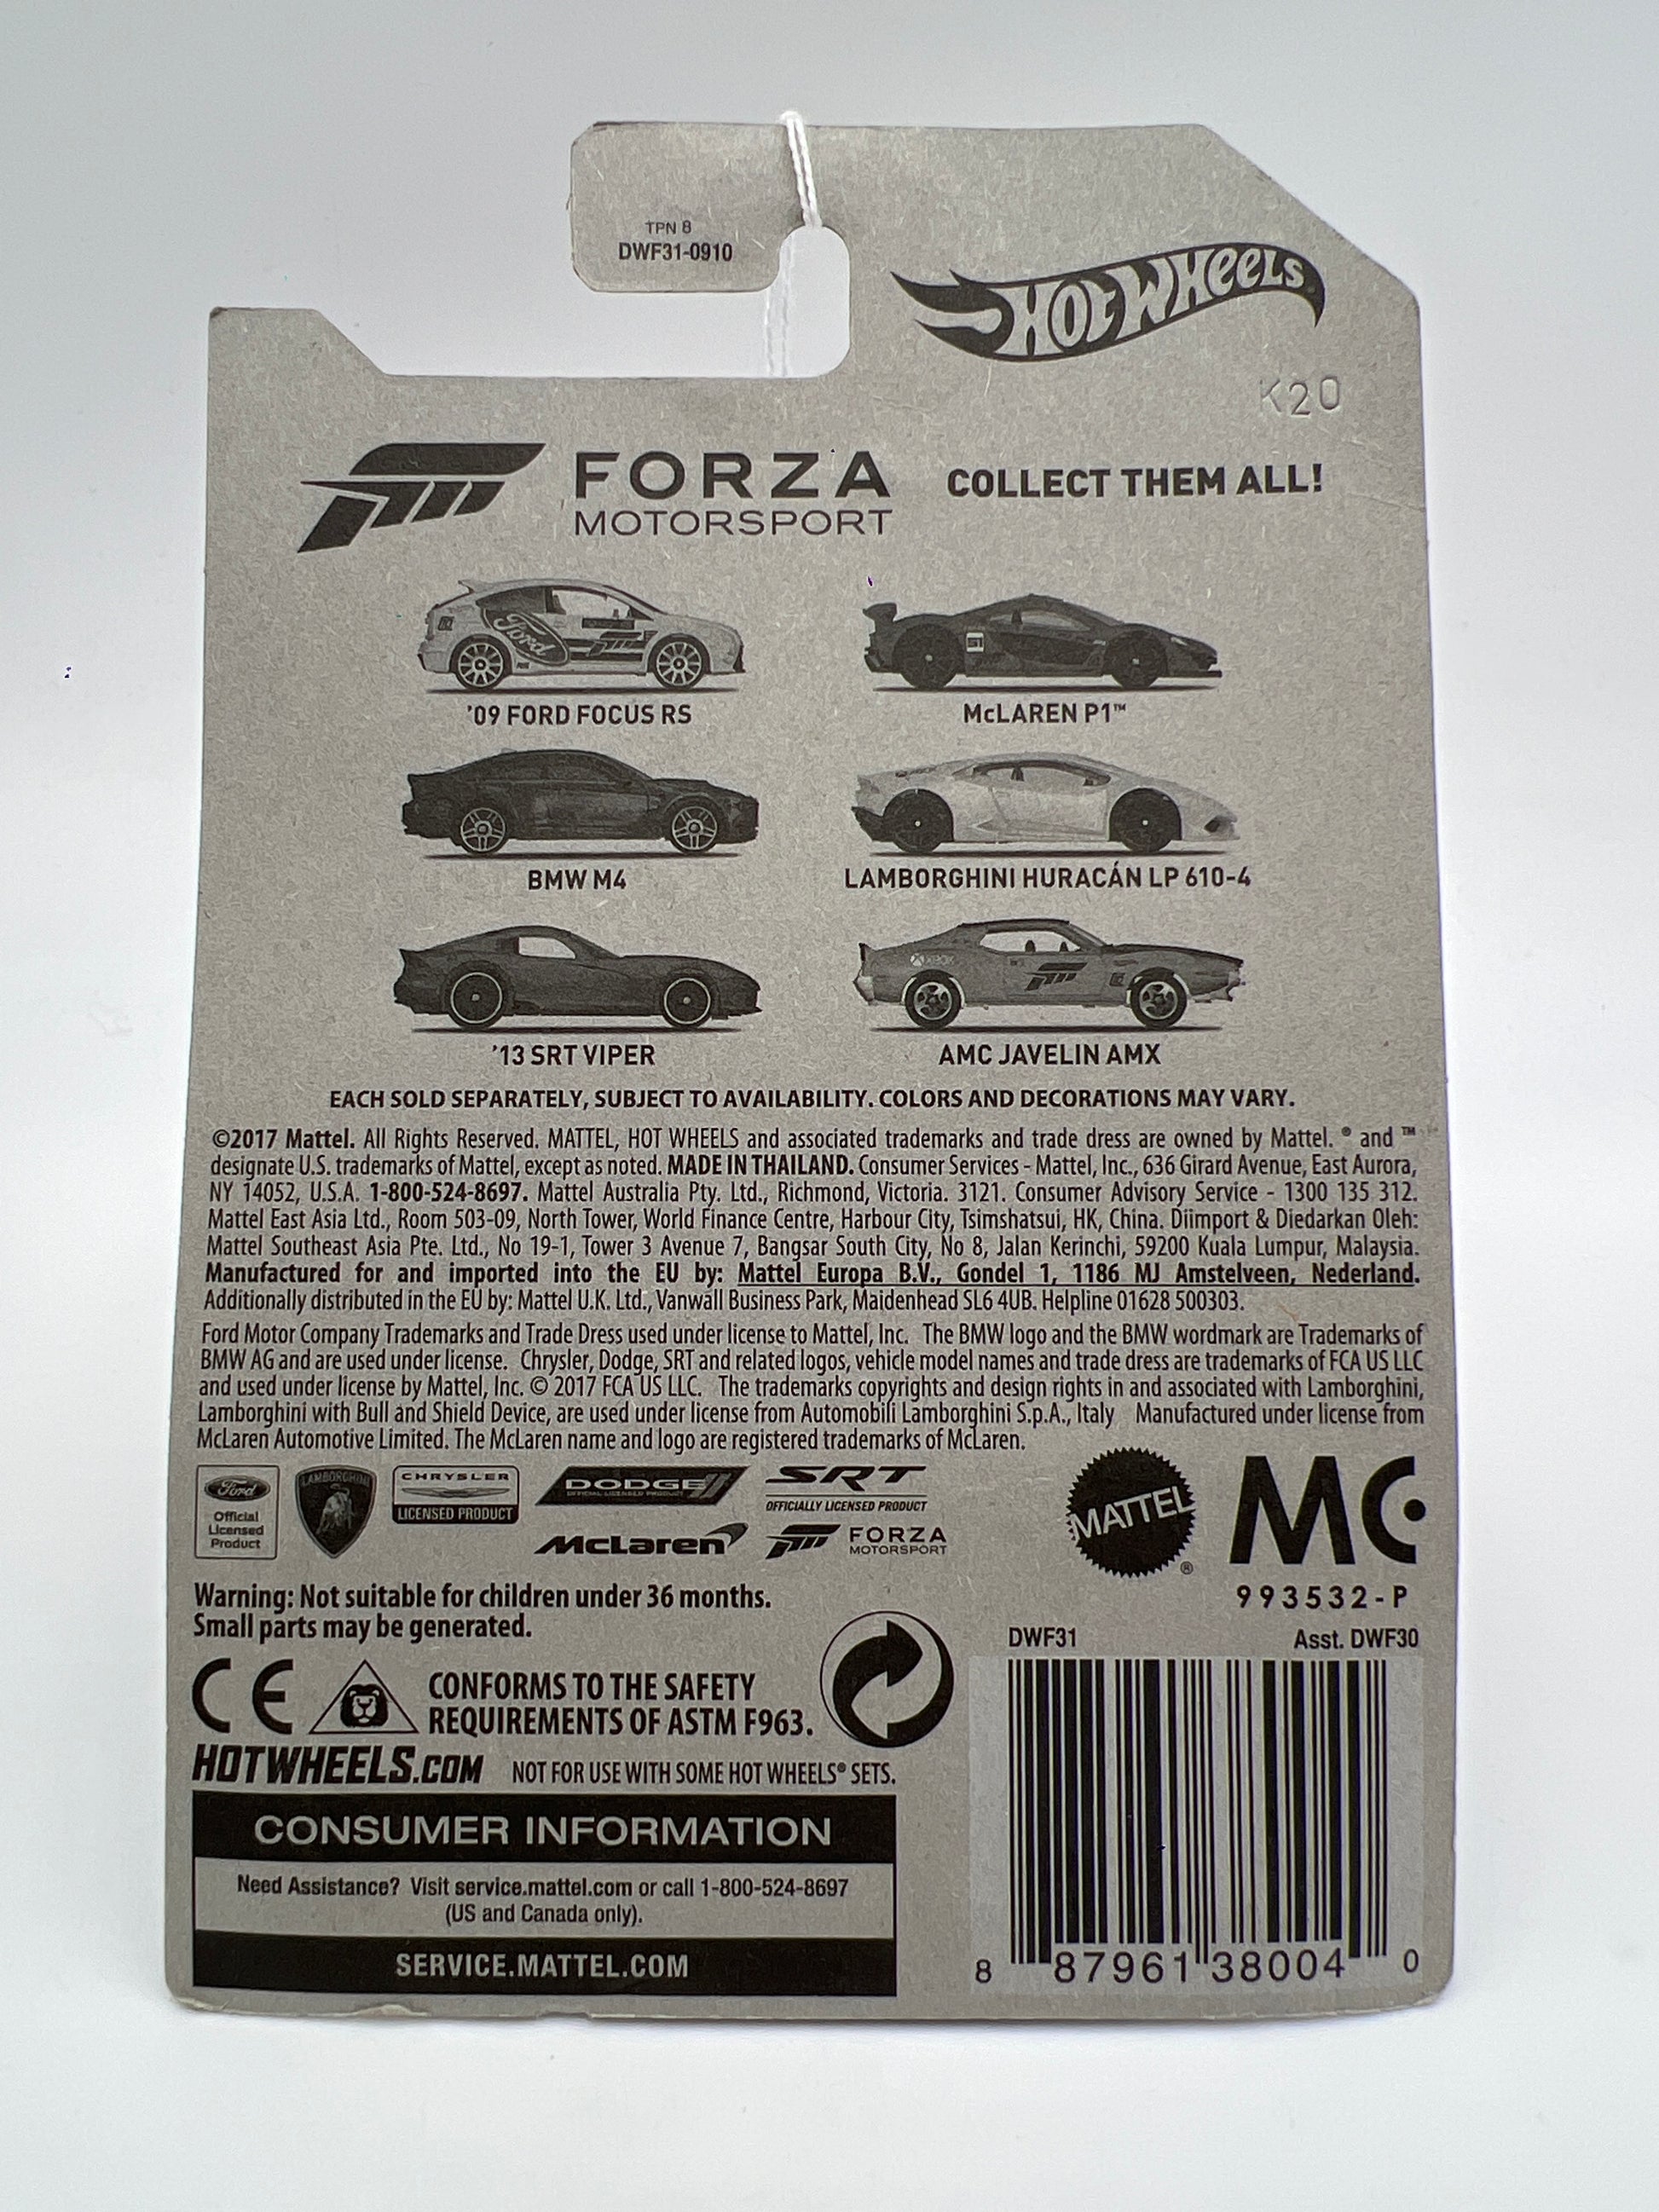 TPN 8
DWF31-0910
HOT WHEELS
K20
FORZA
MOTORSPORT
COLLECT THEM ALL!
Ford
51
'09 FORD FOCUS RS
McLAREN P1™
BMW M4
LAMBORGHINI HURACÁN LP 610-4
XBOX
'13 SRT VIPER
AMC JAVELIN AMX
EACH SOLD SEPARATELY, SUBJECT TO AVAILABILITY. COLORS AND DECORATIONS MAY VARY.
©2017 Mattel. All Rights Reserved. MATTEL, HOT WHEELS and associated trademarks and trade dress are owned by Mattel. ® and ™
designate U.S. trademarks of Mattel, except as noted. MADE IN THAILAND. Consumer Services - Mattel, Inc., 636 Girard Avenue, East Aurora,
NY 14052, U.S.A. 1-800-524-8697. Mattel Australia Pty. Ltd., Richmond, Victoria. 3121. Consumer Advisory Service - 1300 135 312.
Mattel East Asia Ltd., Room 503-09, North Tower, World Finance Centre, Harbour City, Tsimshatsui, HK, China. Diimport & Diedarkan Oleh:
Mattel Southeast Asia Pte. Ltd., No 19-1, Tower 3 Avenue 7, Bangsar South City, No 8, Jalan Kerinchi, 59200 Kuala Lumpur, Malaysia.
Manufactured for and imported into the EU by: Mattel Europa B.V., Gondel 1, 1186 MJ Amstelveen, Nederland.
Additionally distributed in the EU by: Mattel U.K. Ltd., Vanwall Business Park, Maidenhead SL6 4UB. Helpline 01628 500303.
Ford Motor Company Trademarks and Trade Dress used under license to Mattel, Inc. The BMW logo and the BMW wordmark are Trademarks of
BMW AG and are used under license. Chrysler, Dodge, SRT and related logos, vehicle model names and trade dress are trademarks of FCA US LLC
and used under license by Mattel, Inc. © 2017 FCA US LLC. The trademarks copyrights and design rights in and associated with Lamborghini,
Lamborghini with Bull and Shield Device, are used under license from Automobili Lamborghini S.p.A., Italy Manufactured under license from
McLaren Automotive Limited. The McLaren name and logo are registered trademarks of McLaren.
Ford
Official
Licensed
Product
LAMBORGHINI
CHRYSLER
LICENSED PRODUCT
DODGE
OFFICIAL LICENSED PRODUCT
SRT
OFFICIALLY LICENSED PRODUCT
McLaren
FORZA
MOTORSPORT
MATTEL®
MC
993532-P
Warning: Not suitable for children under 36 months.
Small parts may be generated.
CE
CONFORMS TO THE SAFETY
REQUIREMENTS OF ASTM F963.
HOTWHEELS.COM NOT FOR USE WITH SOME HOT WHEELS® SETS.
CONSUMER INFORMATION
Need Assistance? Visit service.mattel.com or call 1-800-524-8697
(US and Canada only).
SERVICE.MATTEL.COM
DWF31 Asst. DWF30
8 87961 38004 0